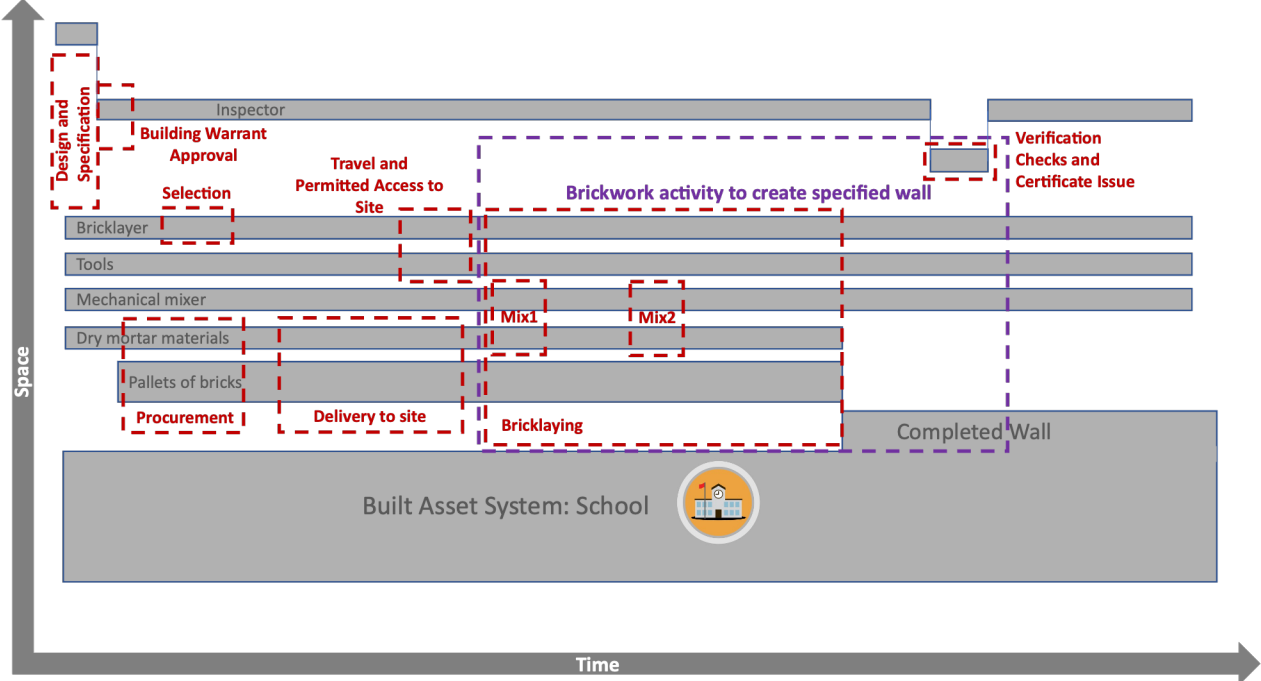 Inspector
Design and
Specification
Building Warrant
Approval
Verification
Checks and
Certificate Issue
Travel and
Permitted Access to
Site
Selection
Brickwork activity to create specified wall
Bricklayer
Tools
Mechanical mixer
Mix1
Mix2
Dry mortar materials
Pallets of bricks
Procurement
Delivery to site
Bricklaying
Completed Wall
Built Asset System: School
Space
Time